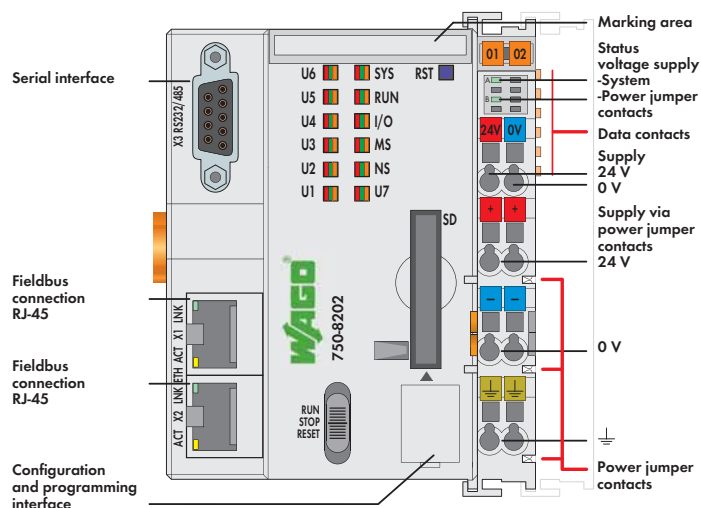 Marking area
01 02
Status
voltage supply
-System
-Power jumper
contacts
Data contacts
Supply
24 V
0 V
Supply via
power jumper
contacts
24 V
0 V
Power jumper
contacts
Serial interface
X3 RS232/485
U6 SYS RST
U5 RUN
U4 I/O
U3 MS
U2 NS
U1 U7
A
B
24V 0V
+ +
− −
SD
WAGO
750-8202
Fieldbus
connection
RJ-45
Fieldbus
connection
RJ-45
ACT X1 LNK
ETH
ACT X2 LNK
RUN
STOP
RESET
Configuration
and programming
interface